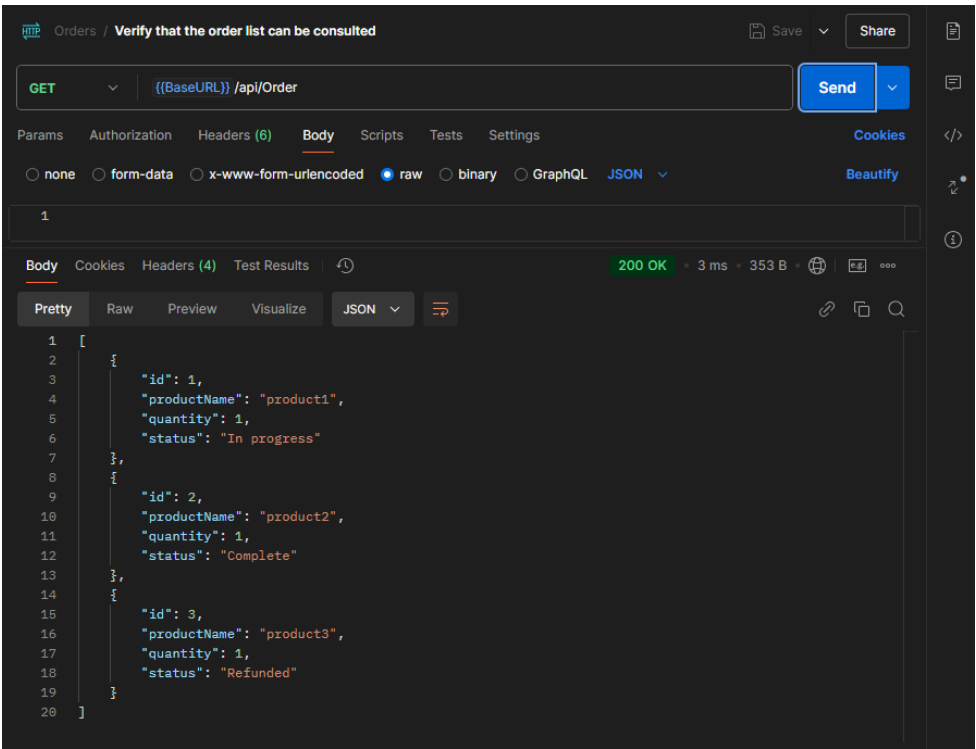 HTTP Orders / Verify that the order list can be consulted Save Share
GET {{BaseURL}} /api/Order Send
Params Authorization Headers (6) Body Scripts Tests Settings Cookies
none form-data x-www-form-urlencoded raw binary GraphQL JSON Beautify
1
Body Cookies Headers (4) Test Results 200 OK 3 ms 353 B e.g.
Pretty Raw Preview Visualize JSON
1 [
2 {
3 "id": 1,
4 "productName": "product1",
5 "quantity": 1,
6 "status": "In progress"
7 },
8 {
9 "id": 2,
10 "productName": "product2",
11 "quantity": 1,
12 "status": "Complete"
13 },
14 {
15 "id": 3,
16 "productName": "product3",
17 "quantity": 1,
18 "status": "Refunded"
19 }
20 ]